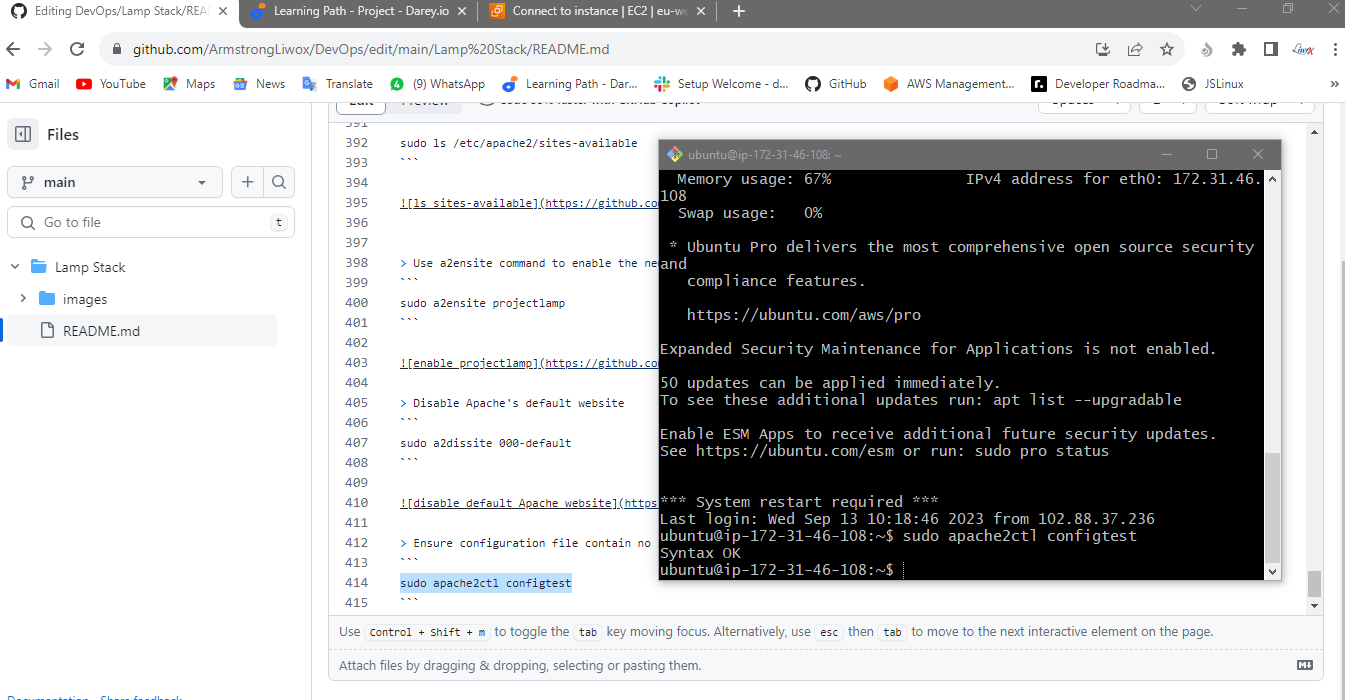 Editing DevOps/Lamp Stack/REA
Learning Path - Project - Darey.io
Connect to instance | EC2 | eu-we
github.com/ArmstrongLiwox/DevOps/edit/main/Lamp%20Stack/README.md
Gmail
YouTube
Maps
News
Translate
(9) WhatsApp
Learning Path - Dar...
Setup Welcome - d...
GitHub
AWS Management...
Developer Roadma...
JSLinux
»
Files
main
Go to file
t
Lamp Stack
images
README.md
Edit
Preview
391
392 sudo ls /etc/apache2/sites-available
393 ```
394
395 ![ls sites-available](https://github.co
396
397
398 > Use a2ensite command to enable the ne
399 ```
400 sudo a2ensite projectlamp
401 ```
402
403 ![enable projectlamp](https://github.co
404
405 > Disable Apache's default website
406 ```
407 sudo a2dissite 000-default
408 ```
409
410 ![disable default Apache website](https
411
412 > Ensure configuration file contain no
413 ```
414 sudo apache2ctl configtest
415 ```
ubuntu@ip-172-31-46-108: ~
Memory usage: 67% IPv4 address for eth0: 172.31.46.
108
Swap usage: 0%
* Ubuntu Pro delivers the most comprehensive open source security
and
compliance features.
https://ubuntu.com/aws/pro
Expanded Security Maintenance for Applications is not enabled.
50 updates can be applied immediately.
To see these additional updates run: apt list --upgradable
Enable ESM Apps to receive additional future security updates.
See https://ubuntu.com/esm or run: sudo pro status
*** System restart required ***
Last login: Wed Sep 13 10:18:46 2023 from 102.88.37.236
ubuntu@ip-172-31-46-108:~$ sudo apache2ctl configtest
Syntax OK
ubuntu@ip-172-31-46-108:~$
Use Control + Shift + m to toggle the tab key moving focus. Alternatively, use esc then tab to move to the next interactive element on the page.
Attach files by dragging & dropping, selecting or pasting them.
Documentation Share feedback